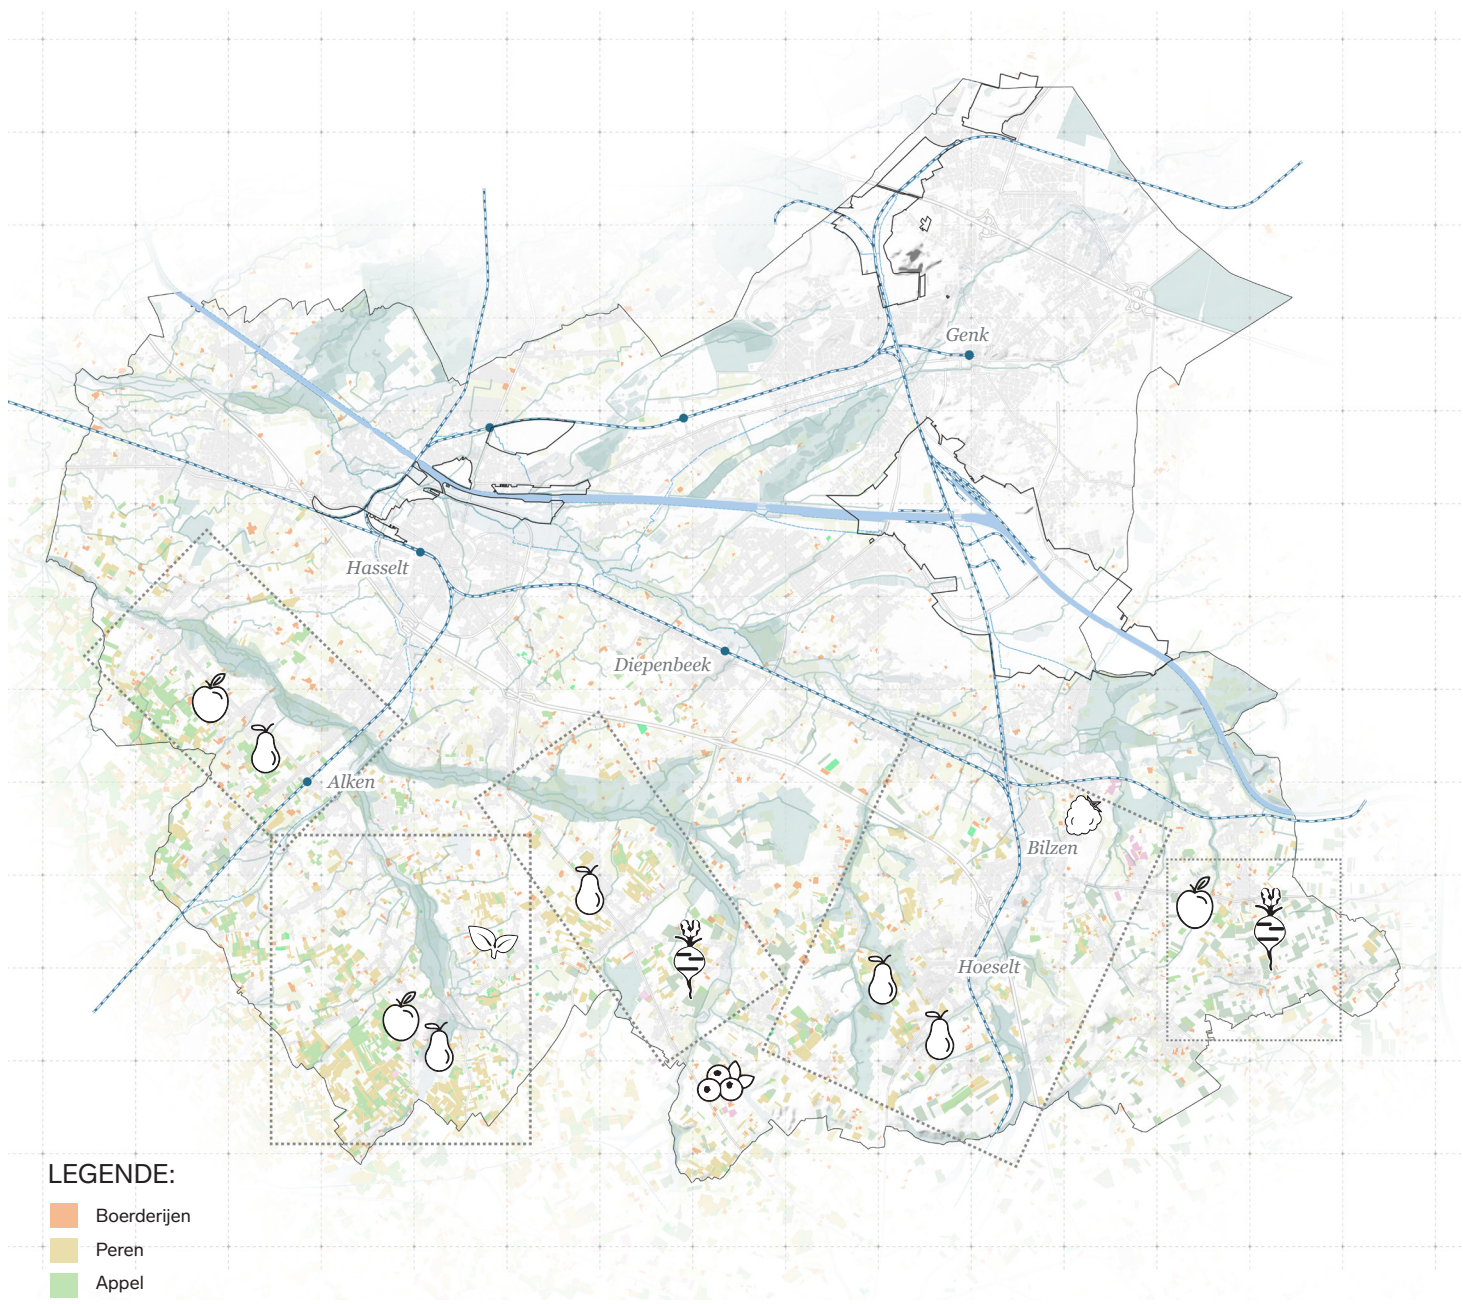 Genk
Hasselt
Diepenbeek
Alken
Bilzen
Hoeselt
LEGENDE:
Boerderijen
Peren
Appel